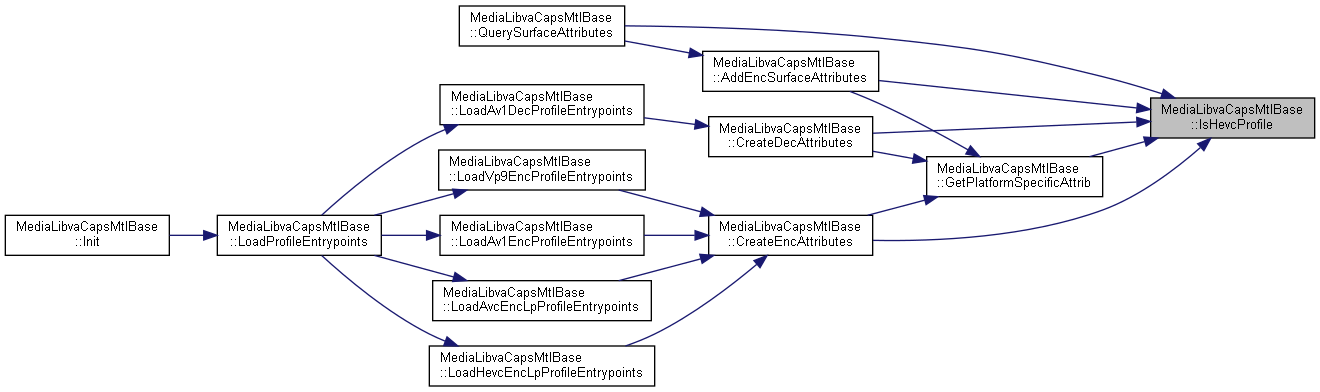 MediaLibvaCapsMtlBase
::QuerySurfaceAttributes
MediaLibvaCapsMtlBase
::AddEncSurfaceAttributes
MediaLibvaCapsMtlBase
::LoadAv1DecProfileEntrypoints
MediaLibvaCapsMtlBase
::IsHevcProfile
MediaLibvaCapsMtlBase
::CreateDecAttributes
MediaLibvaCapsMtlBase
::LoadVp9EncProfileEntrypoints
MediaLibvaCapsMtlBase
::GetPlatformSpecificAttrib
MediaLibvaCapsMtlBase
::Init
MediaLibvaCapsMtlBase
::LoadProfileEntrypoints
MediaLibvaCapsMtlBase
::LoadAv1EncProfileEntrypoints
MediaLibvaCapsMtlBase
::CreateEncAttributes
MediaLibvaCapsMtlBase
::LoadAvcEncLpProfileEntrypoints
MediaLibvaCapsMtlBase
::LoadHevcEncLpProfileEntrypoints